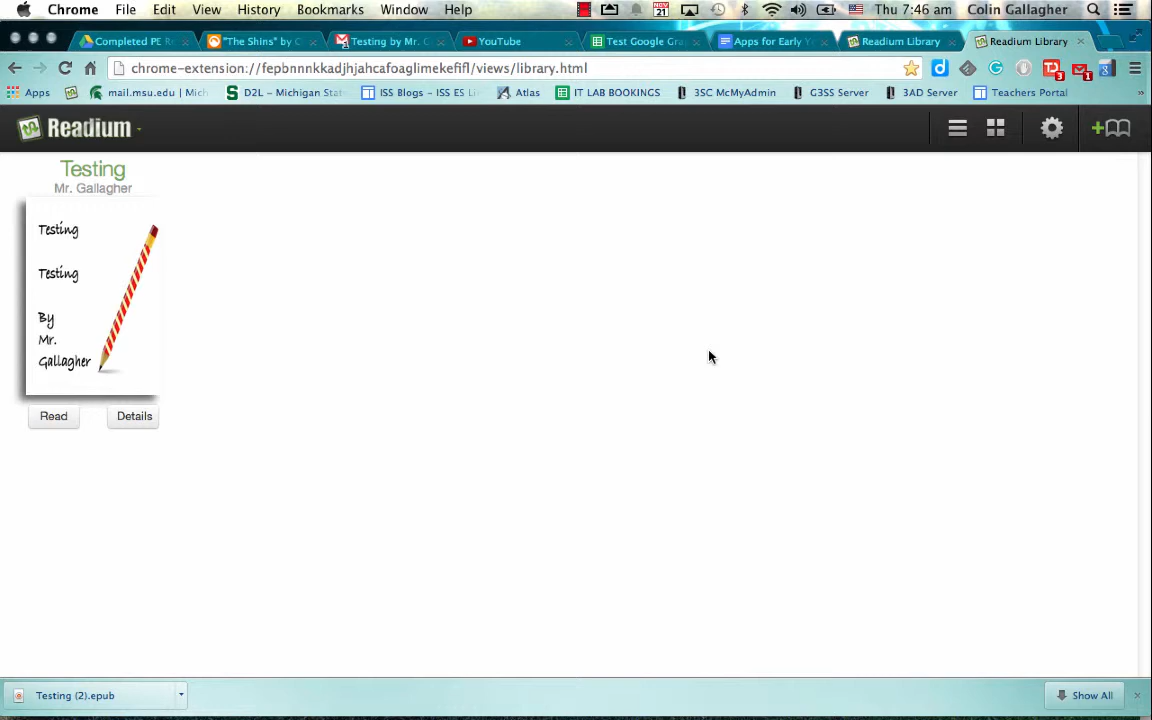 Chrome File Edit View History Bookmarks Window Help NOV 21 Thu 7:46 am Colin Gallagher
Completed PE R "The Shins" by C Testing by Mr. G YouTube Test Google Gra Apps for Early Y Readium Library Readium Library
chrome-extension://fepbnnnkkadjhjahcafoaglimekefifl/views/library.html
Apps mail.msu.edu | Mich D2L – Michigan Stat ISS Blogs – ISS ES Li Atlas IT LAB BOOKINGS 3SC McMyAdmin G3SS Server 3AD Server Teachers Portal »
Readium
Testing
Mr. Gallagher
Testing
Testing
By
Mr.
Gallagher
Read Details
Testing (2).epub Show All